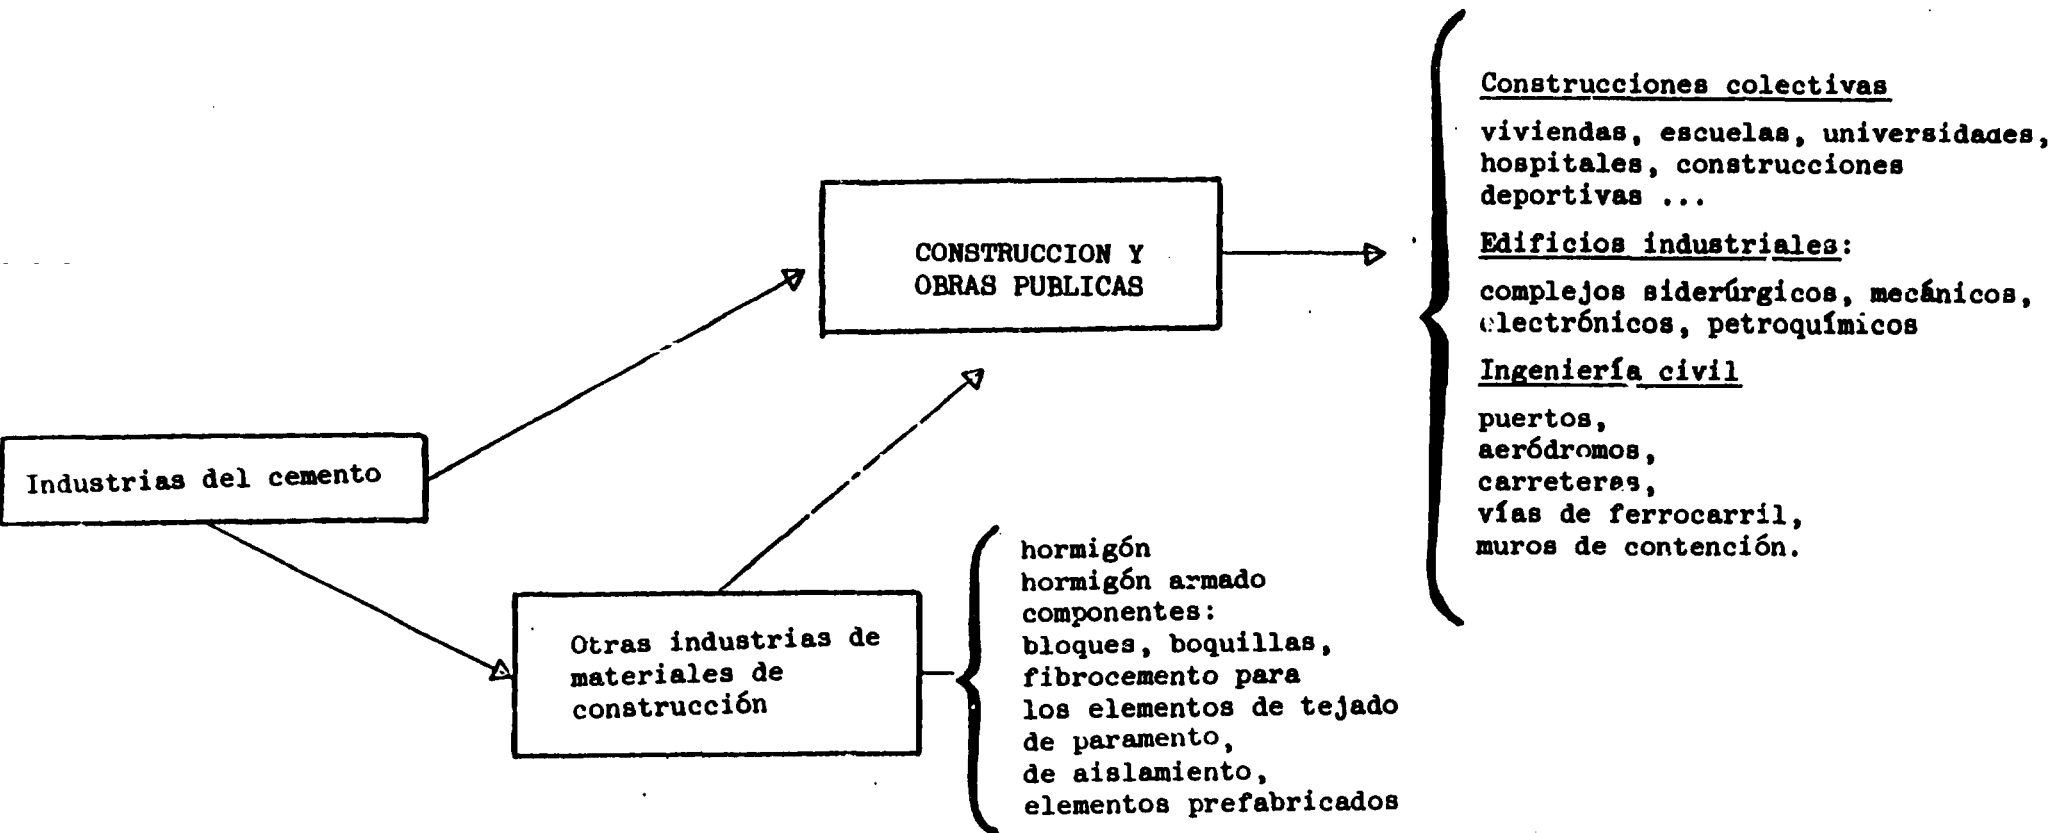 Construcciones colectivas
viviendas, escuelas, universidades,
hospitales, construcciones
deportivas ...
Edificios industriales:
complejos siderúrgicos, mecánicos,
electrónicos, petroquímicos
Ingeniería civil
puertos,
aeródromos,
carreteras,
vías de ferrocarril,
muros de contención.
CONSTRUCCION Y
OBRAS PUBLICAS
Industrias del cemento
Otras industrias de
materiales de
construcción
hormigón
hormigón armado
componentes:
bloques, boquillas,
fibrocemento para
los elementos de tejado
de paramento,
de aislamiento,
elementos prefabricados